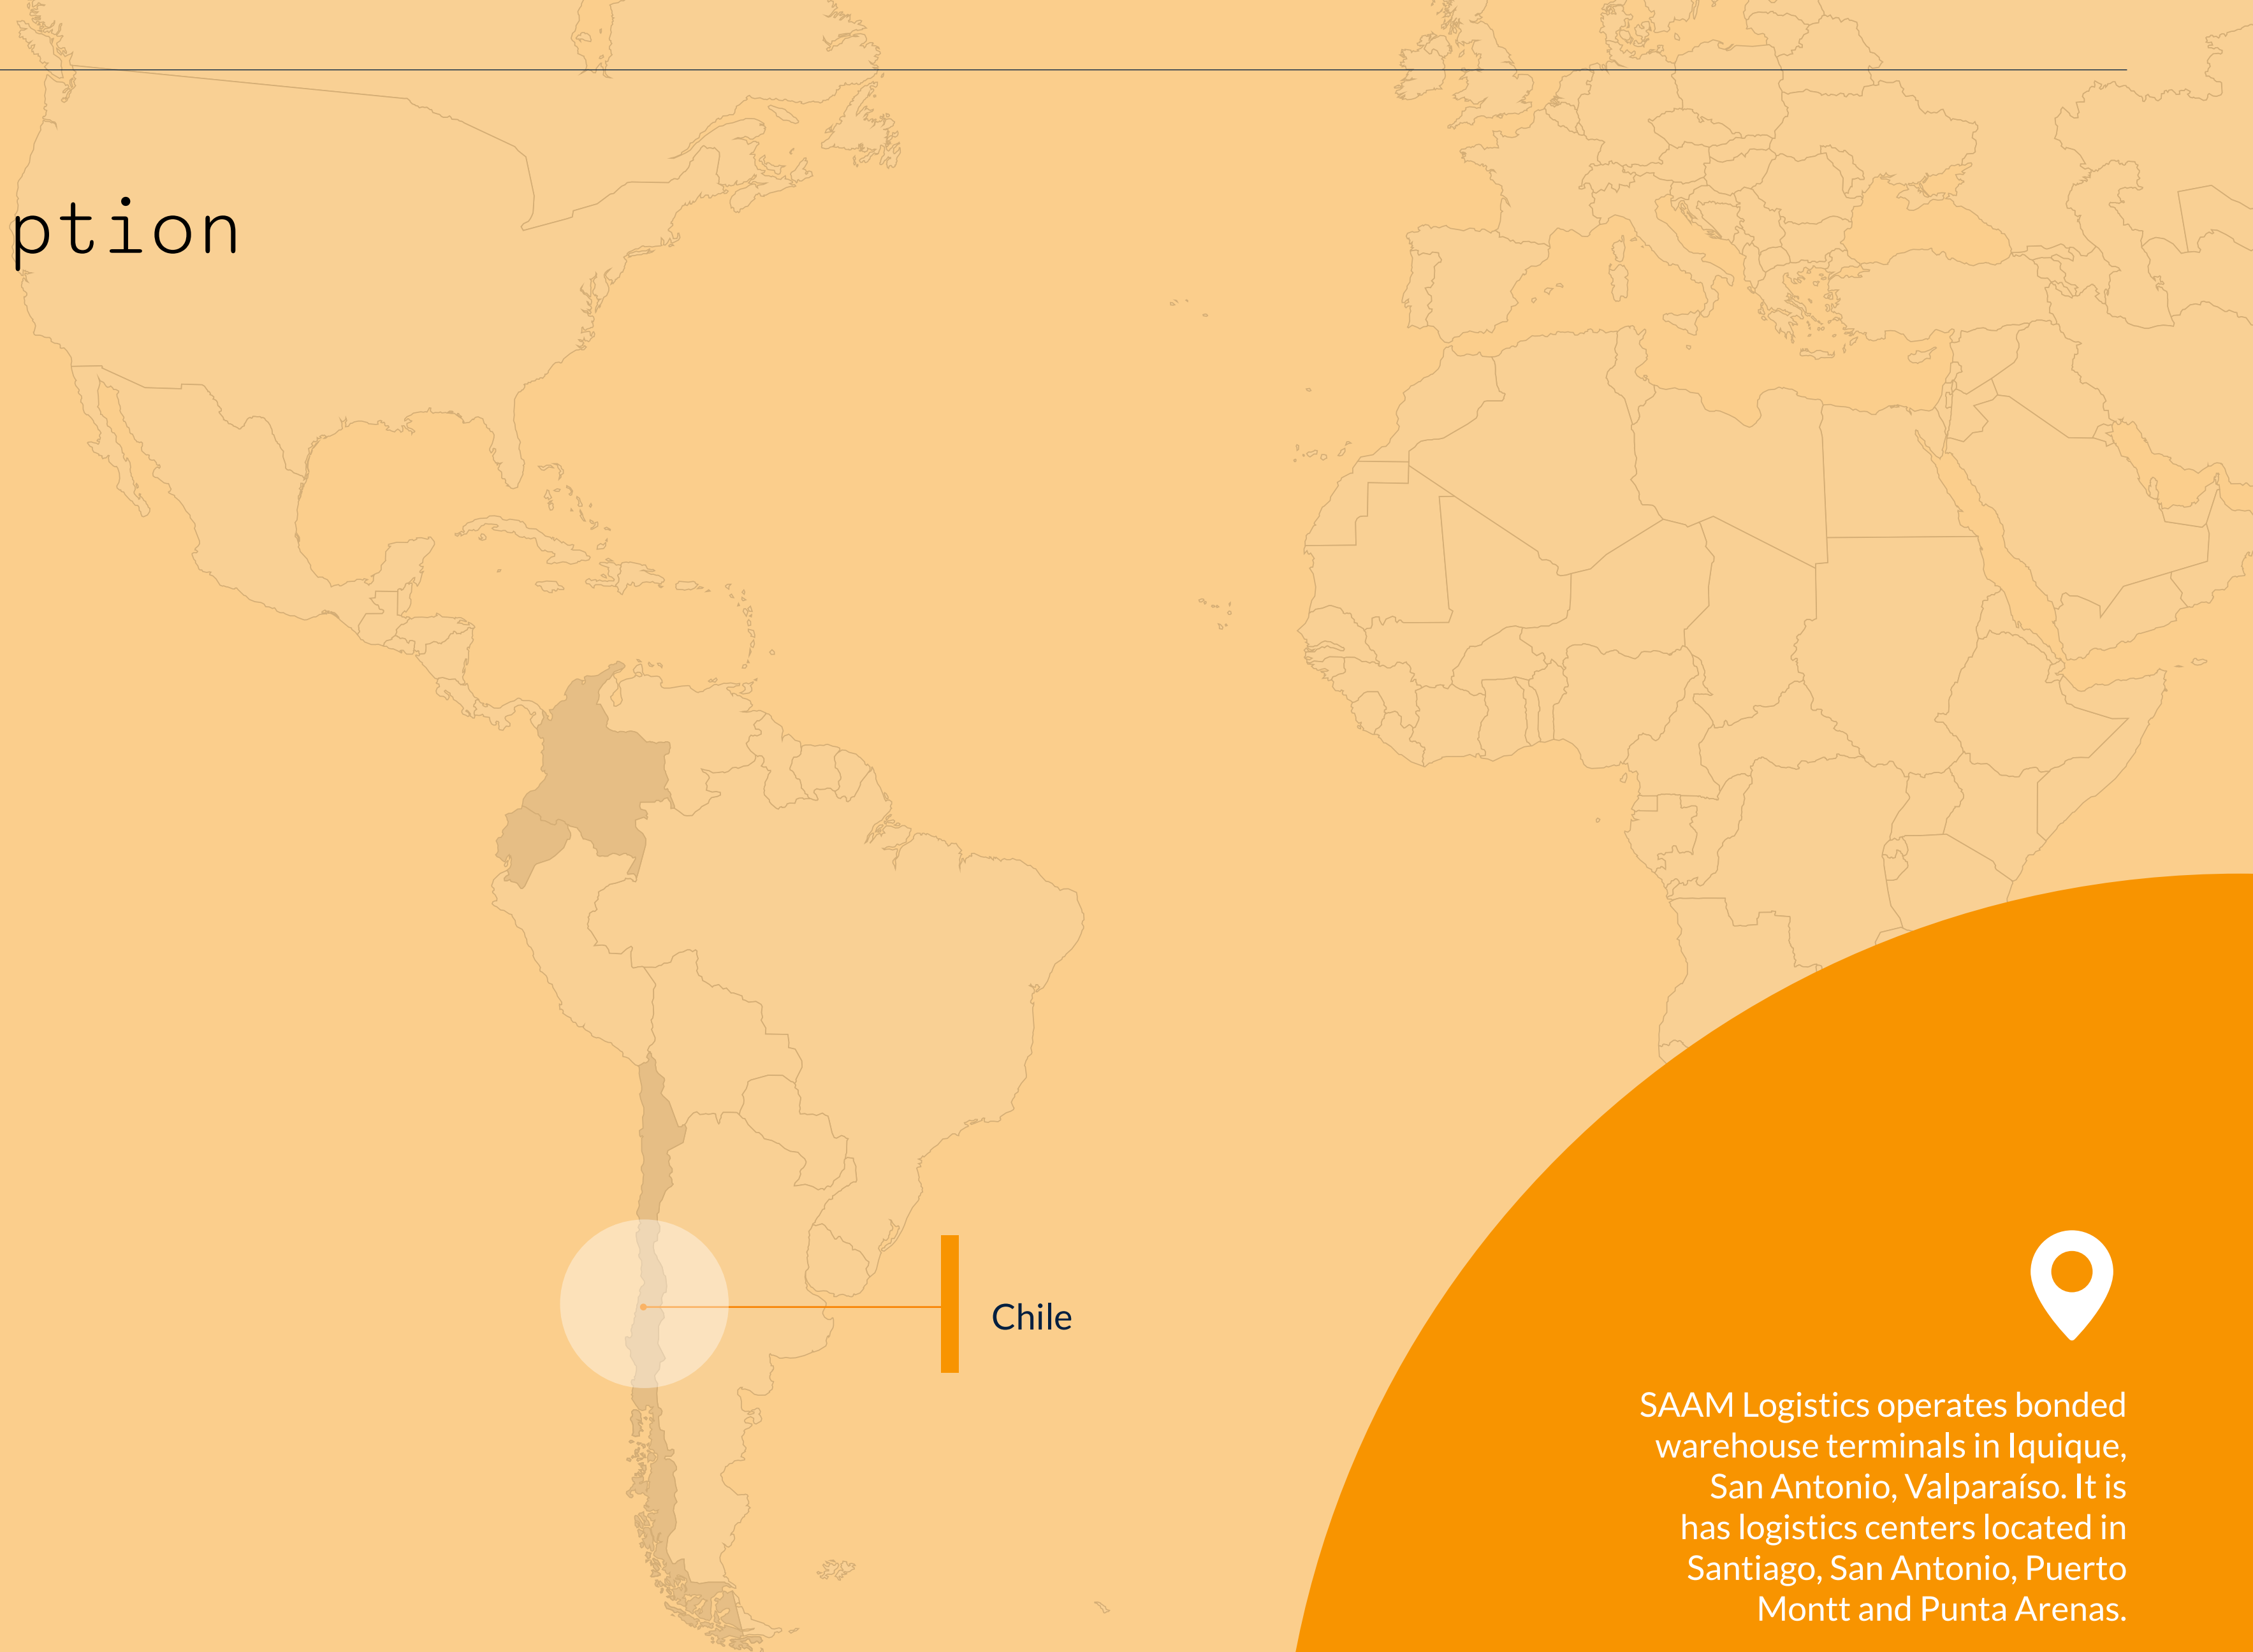 ption
Chile
SAAM Logistics operates bonded
warehouse terminals in Iquique,
San Antonio, Valparaíso. It is
has logistics centers located in
Santiago, San Antonio, Puerto
Montt and Punta Arenas.